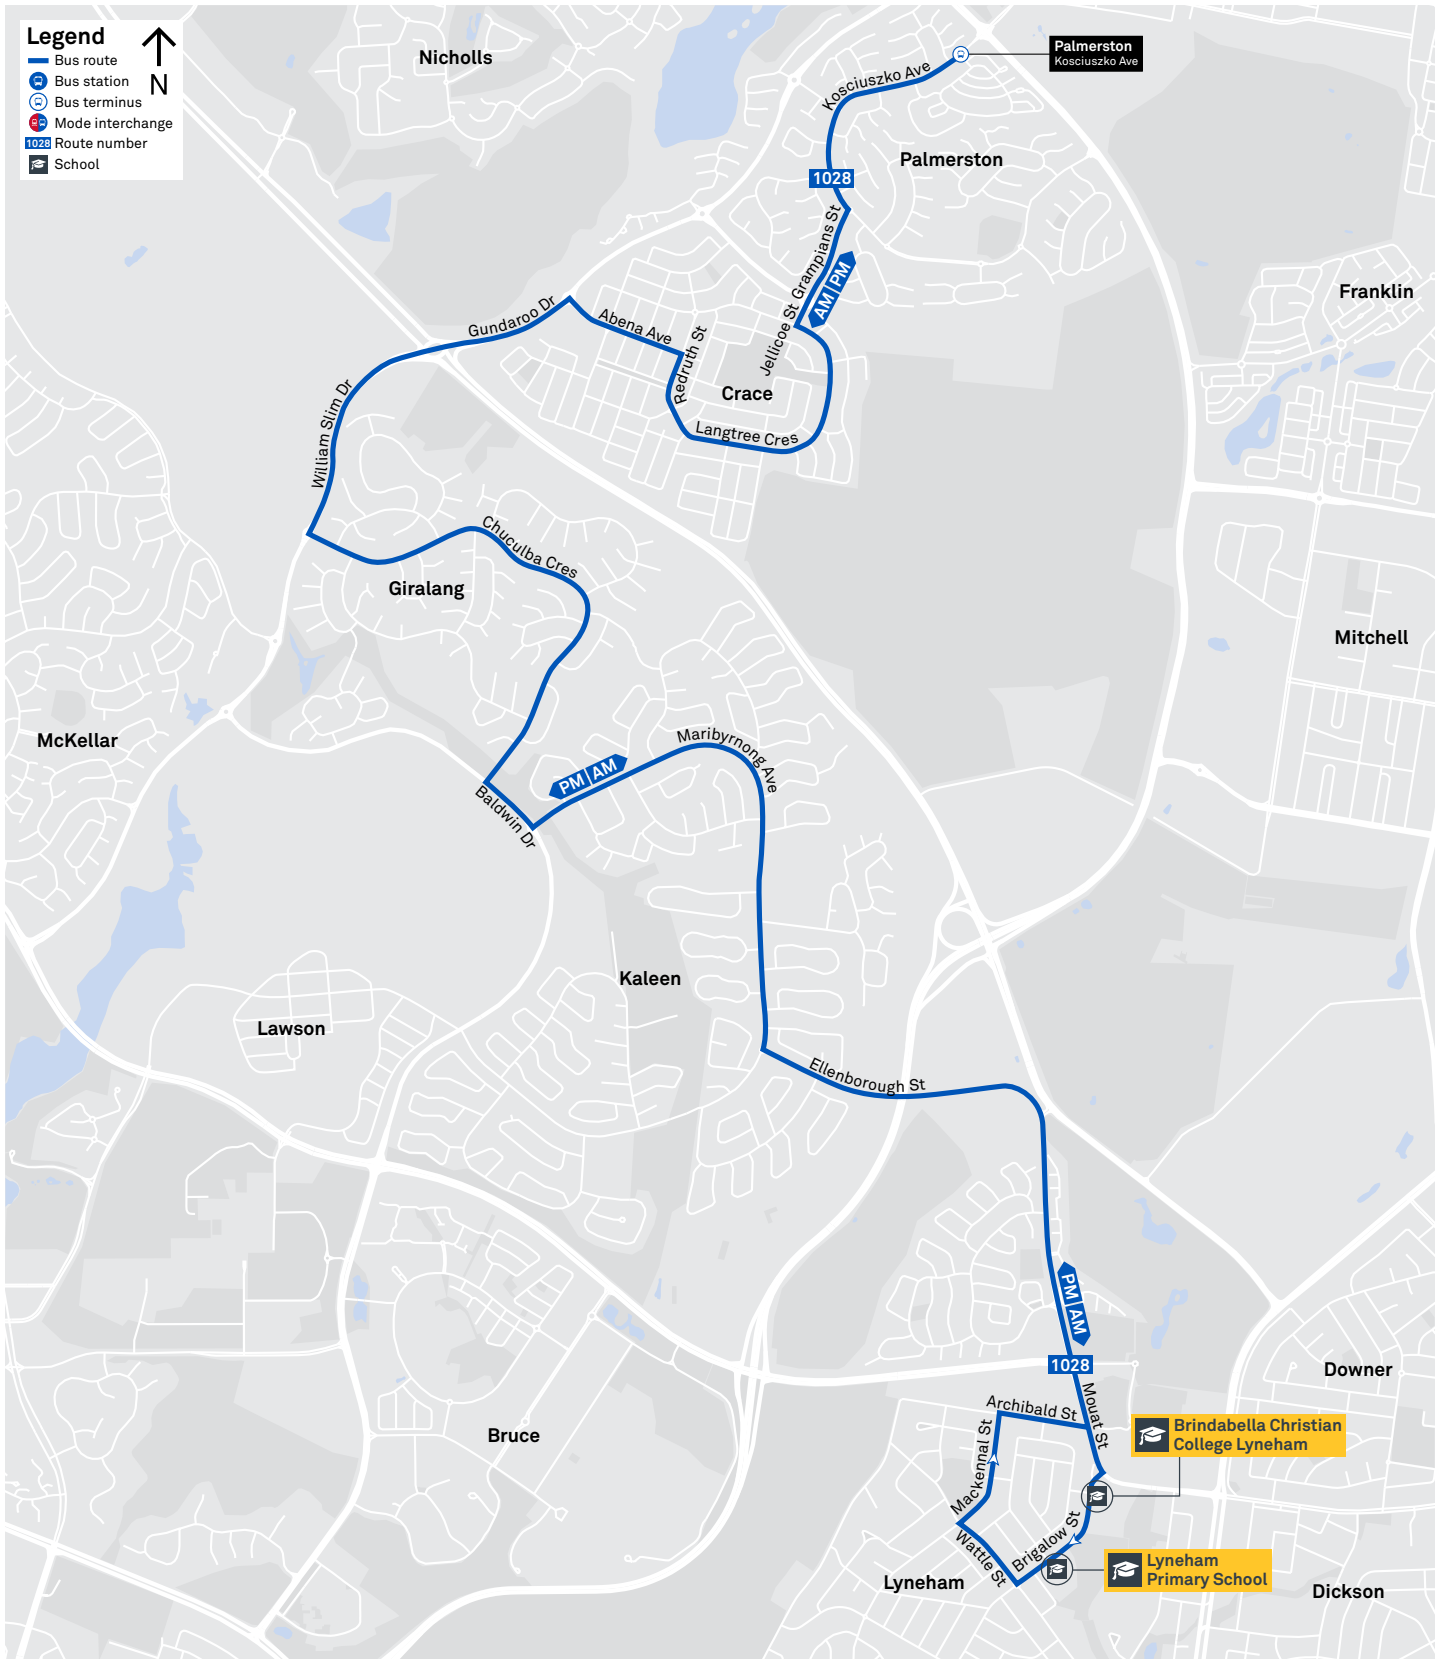 Legend
Bus route
Bus station
Bus terminus
Mode interchange
1028 Route number
School
N
Nicholls
Palmerston
Kosciuszko Ave
Kosciuszko Ave
Palmerston
1028
Grampians St
AM PM
Jellicoe St
Franklin
Gundaroo Dr
Abena Ave
Redruth St
Crace
Langtree Cres
William Slim Dr
Chuculba Cres
Giralang
Mitchell
McKellar
Maribyrnong Ave
PM AM
Baldwin Dr
Kaleen
Lawson
Ellenborough St
PM AM
1028
Downer
Mouat St
Archibald St
Brindabella Christian
College Lyneham
Bruce
Mackennal St
Brigalow St
Wattle St
Lyneham
Primary School
Lyneham
Dickson